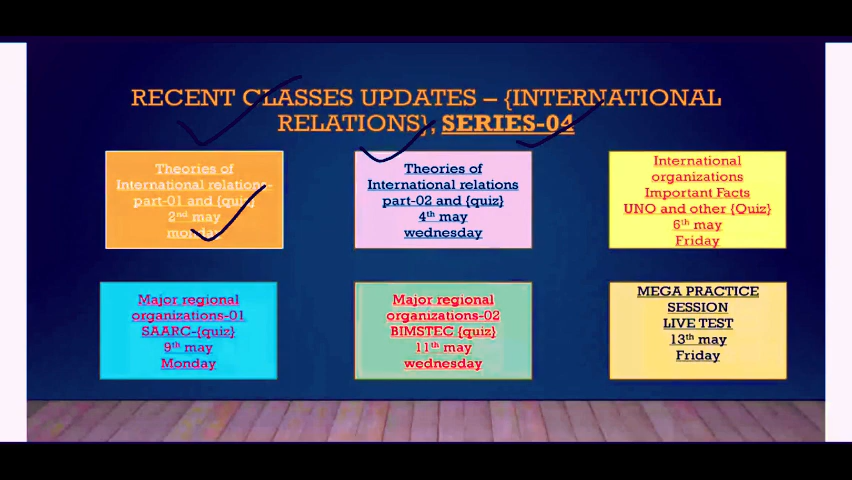 RECENT CLASSES UPDATES – {INTERNATIONAL
RELATIONS}, SERIES-04
Theories of
International relations-
part-01 and {quiz}
2nd may
monday
Theories of
International relations
part-02 and {quiz}
4th may
wednesday
International
organizations
Important Facts
UNO and other {Quiz}
6th may
Friday
Major regional
organizations-01
SAARC-{quiz}
9th may
Monday
Major regional
organizations-02
BIMSTEC {quiz}
11th may
wednesday
MEGA PRACTICE
SESSION
LIVE TEST
13th may
Friday